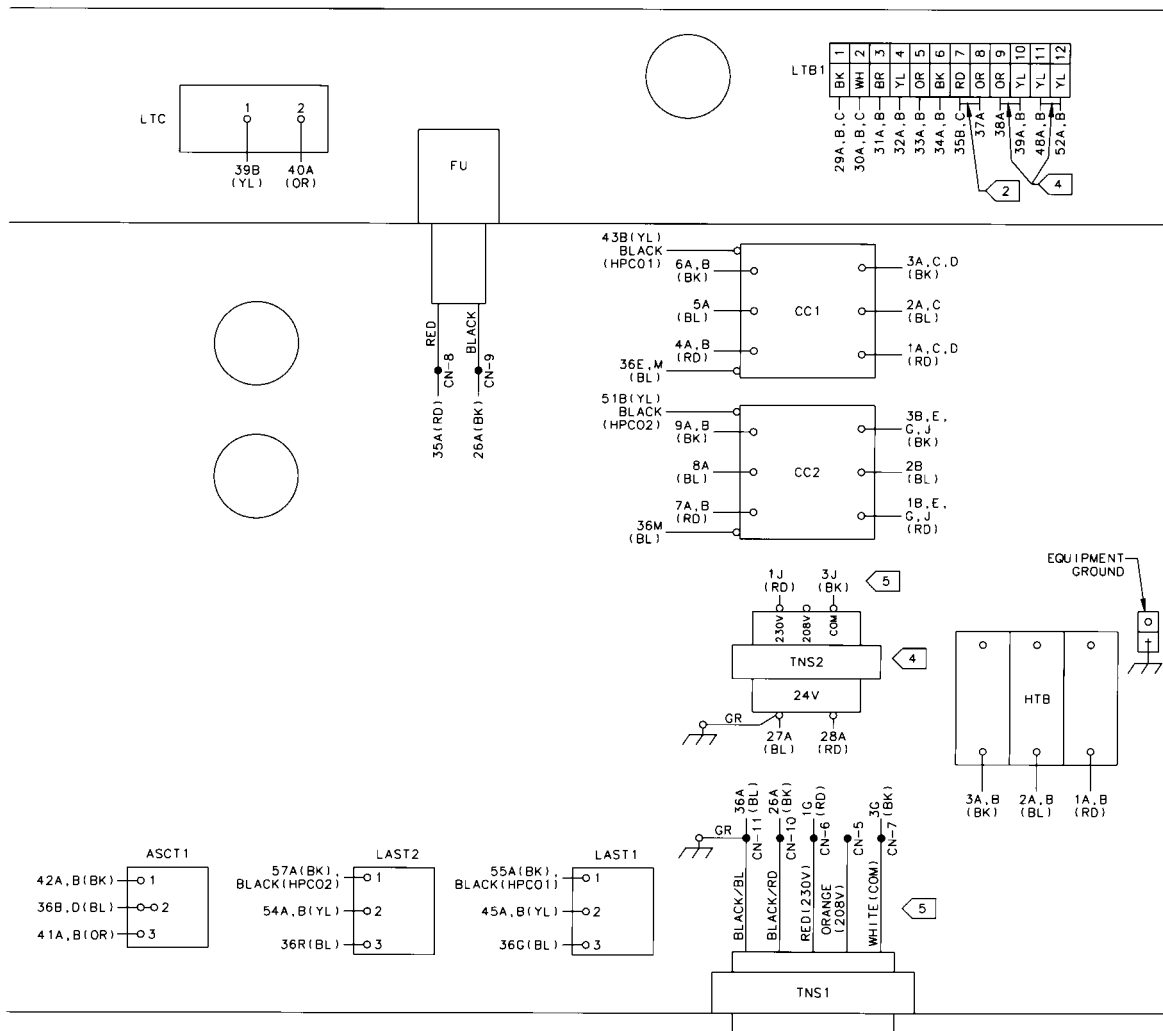 LTB1
1 2 3 4 5 6 7 8 9 10 11 12
BK WH BR YL OR BK RD OR OR YL YL YL
29A,B,C
30A,B,C
31A,B
32A,B
33A,B
34A,B
35B,C
37A
38A
39A,B
48A,B
52A,B
2
4
LTC
1 2
39B
(YL)
40A
(OR)
FU
RED
BLACK
CN-8
CN-9
35A(RD)
26A(BK)
43B(YL)
BLACK
(HPC01)
6A,B
(BK)
5A
(BL)
4A,B
(RD)
36E,M
(BL)
CC1
3A,C,D
(BK)
2A,C
(BL)
1A,C,D
(RD)
51B(YL)
BLACK
(HPC02)
9A,B
(BK)
8A
(BL)
7A,B
(RD)
36M
(BL)
CC2
3B,E,
G,J
(BK)
2B
(BL)
1B,E,
G,J
(RD)
1J
(RD)
3J
(BK)
5
230V
208V
COM
TNS2
4
24V
GR
27A
(BL)
28A
(RD)
EQUIPMENT
GROUND
HTB
3A,B
(BK)
2A,B
(BL)
1A,B
(RD)
36A
(BL)
26A
(BK)
1G
(RD)
3G
(BK)
GR
CN-11
CN-10
CN-6
CN-5
CN-7
BLACK/BL
BLACK/RD
RED(230V)
ORANGE
(208V)
WHITE(COM)
5
TNS1
ASCT1
42A,B(BK) 1
36B,D(BL) 2
41A,B(OR) 3
LAST2
57A(BK),
BLACK(HPC02) 1
54A,B(YL) 2
36R(BL) 3
LAST1
55A(BK),
BLACK(HPC01) 1
45A,B(YL) 2
36G(BL) 3